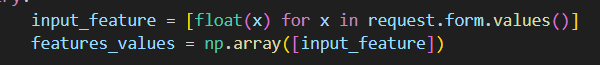 input_feature = [float(x) for x in request.form.values()]
features_values = np.array([input_feature])